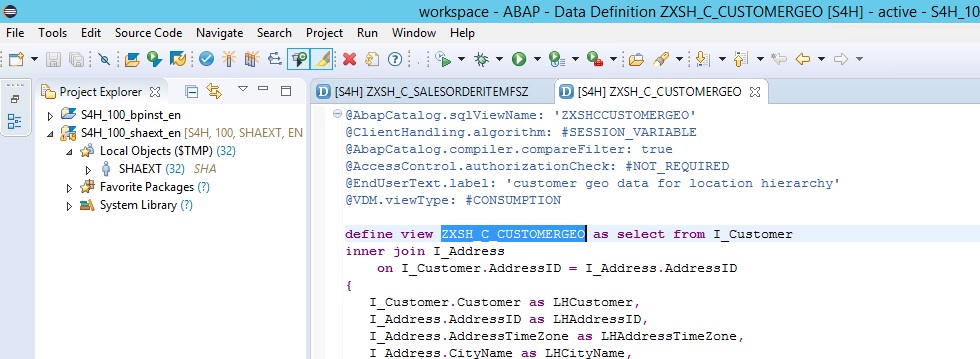 workspace - ABAP - Data Definition ZXSH_C_CUSTOMERGEO [S4H] - active - S4H_10
File Tools Edit Source Code Navigate Search Project Run Window Help
Project Explorer
[S4H] ZXSH_C_SALESORDERITEMFSZ
[S4H] ZXSH_C_CUSTOMERGEO
S4H_100_bpinst_en
S4H_100_shaext_en [S4H, 100, SHAEXT, EN
Local Objects ($TMP) (32)
SHAEXT (32) SHA
Favorite Packages (?)
System Library (?)
@AbapCatalog.sqlViewName: 'ZXSHCCUSTOMERGEO'
@ClientHandling.algorithm: #SESSION_VARIABLE
@AbapCatalog.compiler.compareFilter: true
@AccessControl.authorizationCheck: #NOT_REQUIRED
@EndUserText.label: 'customer geo data for location hierarchy'
@VDM.viewType: #CONSUMPTION
define view ZXSH_C_CUSTOMERGEO as select from I_Customer
inner join I_Address
on I_Customer.AddressID = I_Address.AddressID
{
I_Customer.Customer as LHCustomer,
I_Address.AddressID as LHAddressID,
I_Address.AddressTimeZone as LHAddressTimeZone,
I_Address.CityName as LHCityName,